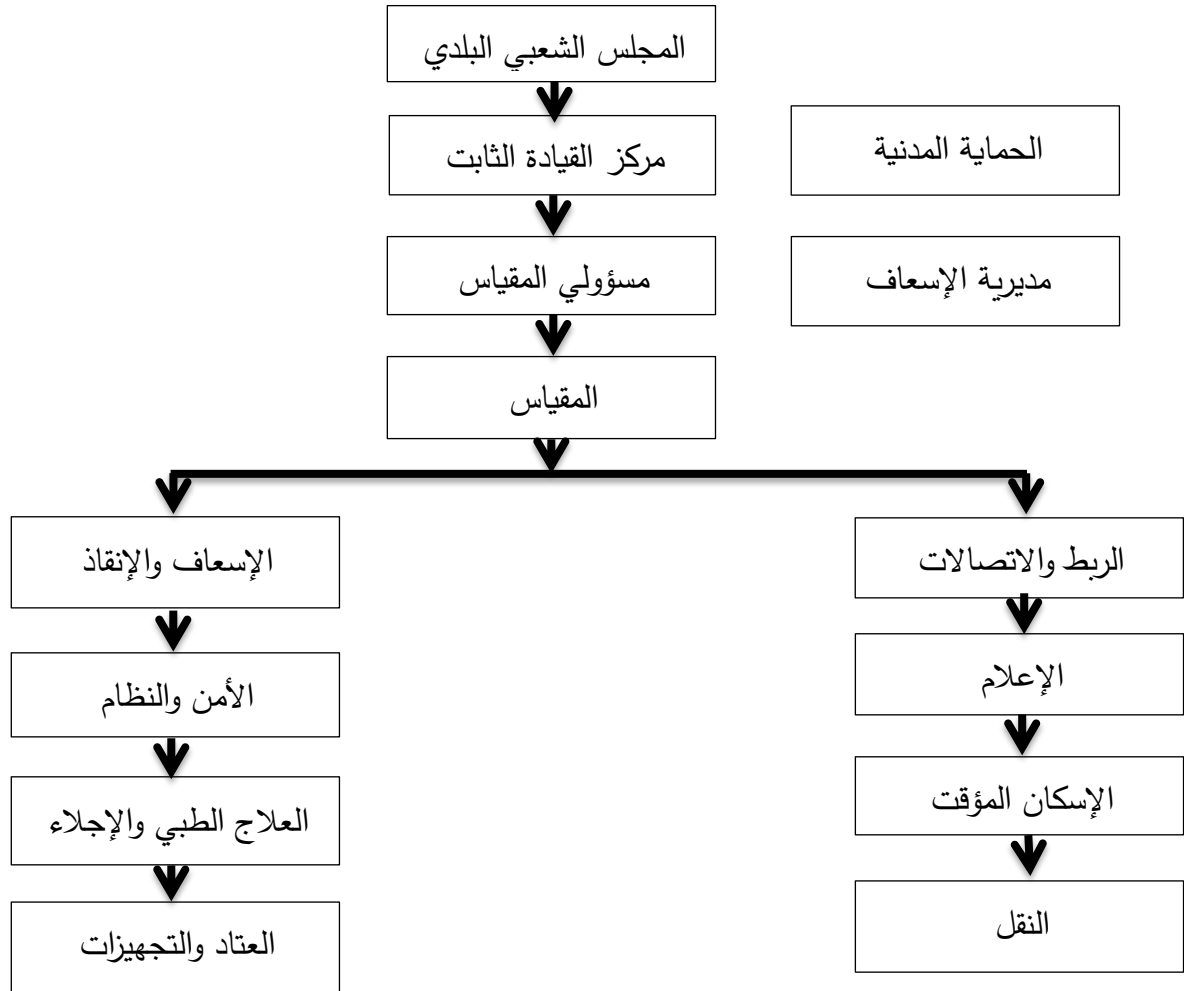 المجلس الشعبي البلدي
مركز القيادة الثابت
الحماية المدنية
مسؤولي المقياس
مديرية الإسعاف
المقياس
الربط والاتصالات
الإسعاف والإنقاذ
الإعلام
الأمن والنظام
الإسكان المؤقت
العلاج الطبي والإجلاء
النقل
العتاد والتجهيزات